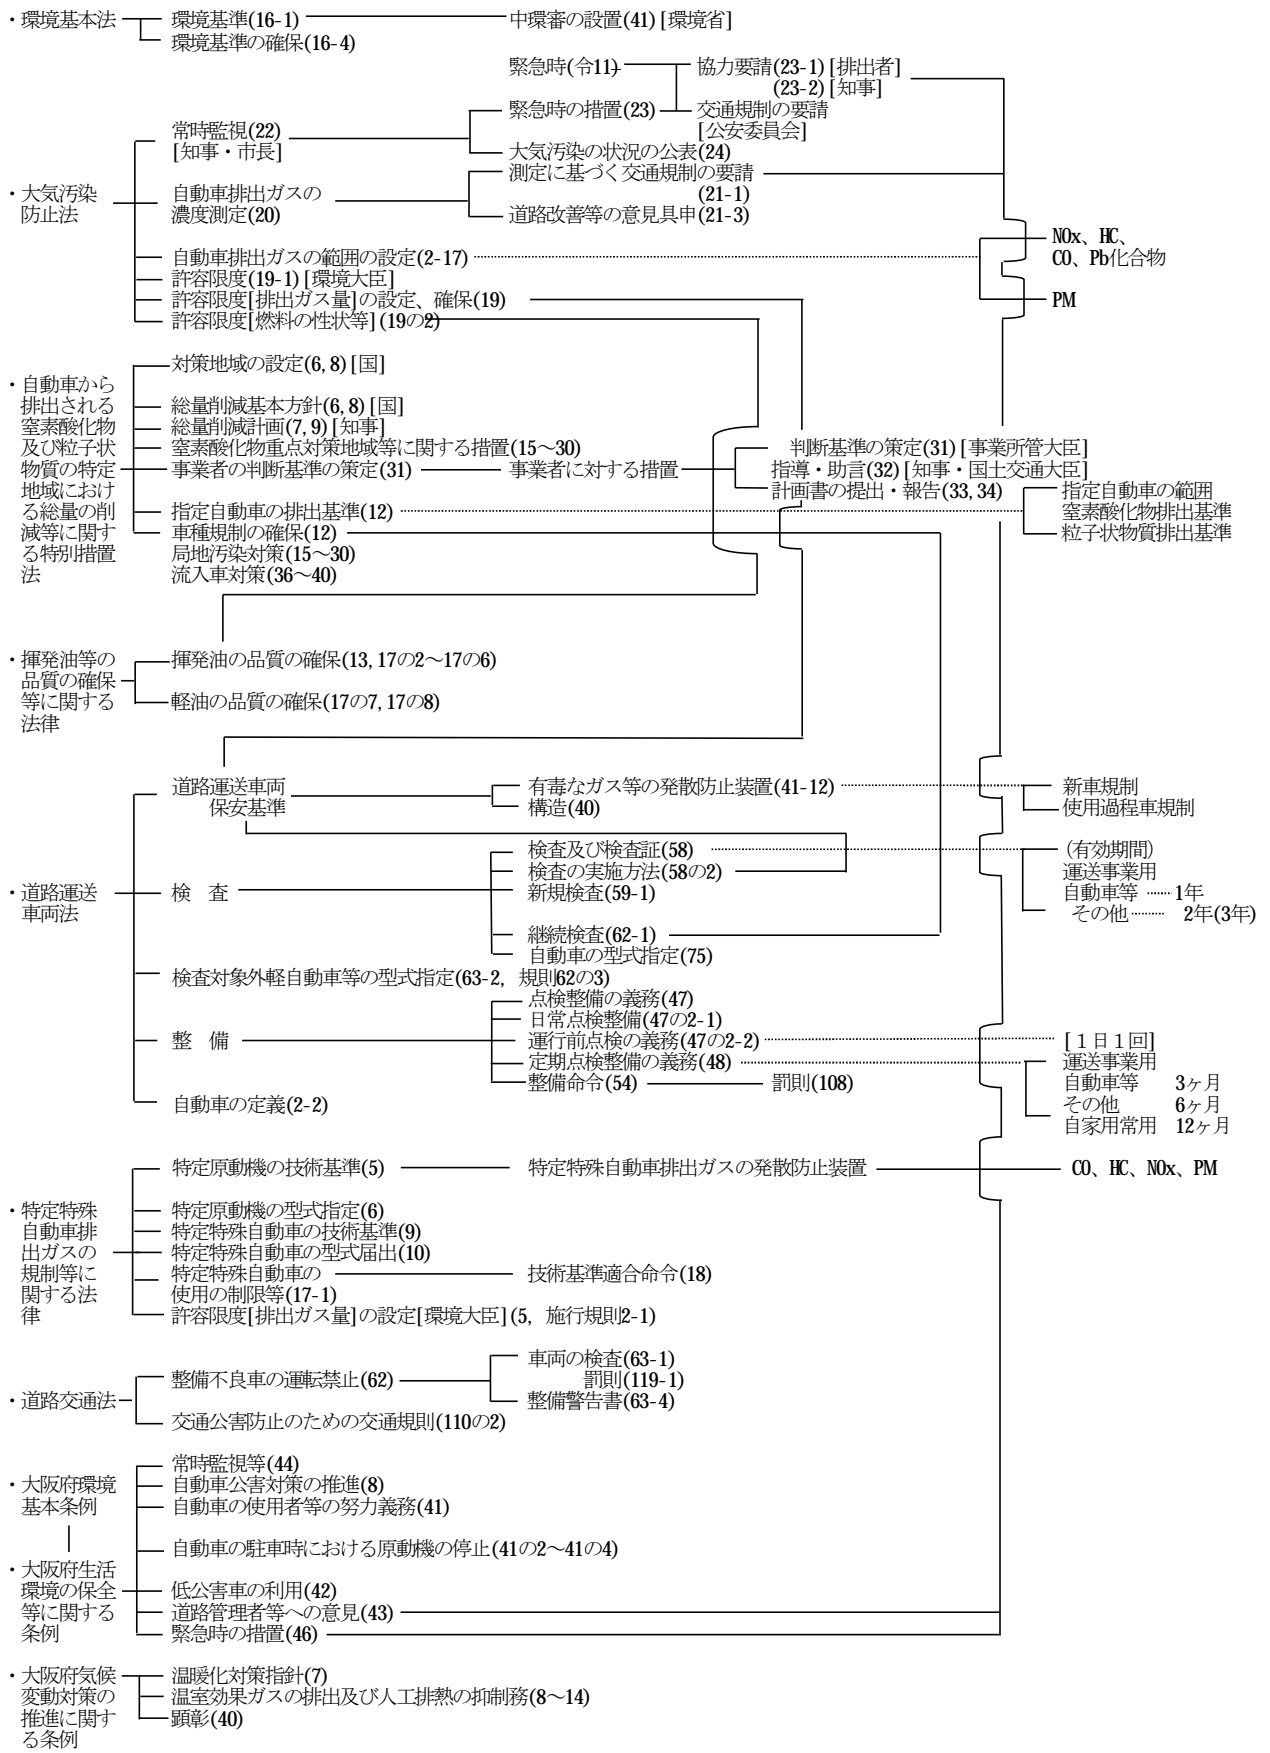 ・環境基本法
環境基準(16-1)
中環審の設置(41)[環境省]
環境基準の確保(16-4)
緊急時(令11)
協力要請(23-1)[排出者]
(23-2)[知事]
緊急時の措置(23)
交通規制の要請
[公安委員会]
常時監視(22)
[知事・市長]
大気汚染の状況の公表(24)
測定に基づく交通規制の要請
(21-1)
・大気汚染
防止法
自動車排出ガスの
濃度測定(20)
道路改善等の意見具申(21-3)
NOx、HC、
CO、Pb化合物
自動車排出ガスの範囲の設定(2-17)
許容限度(19-1)[環境大臣]
許容限度[排出ガス量]の設定、確保(19)
PM
許容限度[燃料の性状等](19の2)
・自動車から
排出される
窒素酸化物
及び粒子状
物質の特定
地域におけ
る総量の削
減等に関す
る特別措置
法
対策地域の設定(6,8)[国]
総量削減基本方針(6,8)[国]
総量削減計画(7,9)[知事]
窒素酸化物重点対策地域等に関する措置(15～30)
事業者の判断基準の策定(31)
事業者に対する措置
判断基準の策定(31)[事業所管大臣]
指導・助言(32)[知事・国土交通大臣]
計画書の提出・報告(33,34)
指定自動車の排出基準(12)
指定自動車の範囲
窒素酸化物排出基準
粒子状物質排出基準
車種規制の確保(12)
局地汚染対策(15～30)
流入車対策(36～40)
・揮発油等の
品質の確保
等に関する
法律
揮発油の品質の確保(13,17の2～17の6)
軽油の品質の確保(17の7,17の8)
・道路運送
車両法
道路運送車両
保安基準
有毒なガス等の発散防止装置(41-12)
構造(40)
新車規制
使用過程車規制
検　査
検査及び検査証(58)
検査の実施方法(58の2)
新規検査(59-1)
継続検査(62-1)
自動車の型式指定(75)
(有効期間)
運送事業用
自動車等 …… 1年
その他 ……… 2年(3年)
検査対象外軽自動車等の型式指定(63-2, 規則62の3)
整　備
点検整備の義務(47)
日常点検整備(47の2-1)
運行前点検の義務(47の2-2)
定期点検整備の義務(48)
整備命令(54)
罰則(108)
[１日１回]
運送事業用
自動車等　3ヶ月
その他　6ヶ月
自家用常用　12ヶ月
自動車の定義(2-2)
・特定特殊
自動車排
出ガスの
規制等に
関する法
律
特定原動機の技術基準(5)
特定特殊自動車排出ガスの発散防止装置
CO、HC、NOx、PM
特定原動機の型式指定(6)
特定特殊自動車の技術基準(9)
特定特殊自動車の型式届出(10)
特定特殊自動車の
使用の制限等(17-1)
技術基準適合命令(18)
許容限度[排出ガス量]の設定[環境大臣](5, 施行規則2-1)
・道路交通法
整備不良車の運転禁止(62)
車両の検査(63-1)
罰則(119-1)
整備警告書(63-4)
交通公害防止のための交通規則(110の2)
・大阪府環境
基本条例
・大阪府生活
環境の保全
等に関する
条例
常時監視等(44)
自動車公害対策の推進(8)
自動車の使用者等の努力義務(41)
自動車の駐車時における原動機の停止(41の2～41の4)
低公害車の利用(42)
道路管理者等への意見(43)
緊急時の措置(46)
・大阪府気候
変動対策の
推進に関す
る条例
温暖化対策指針(7)
温室効果ガスの排出及び人工排熱の抑制務(8～14)
顕彰(40)